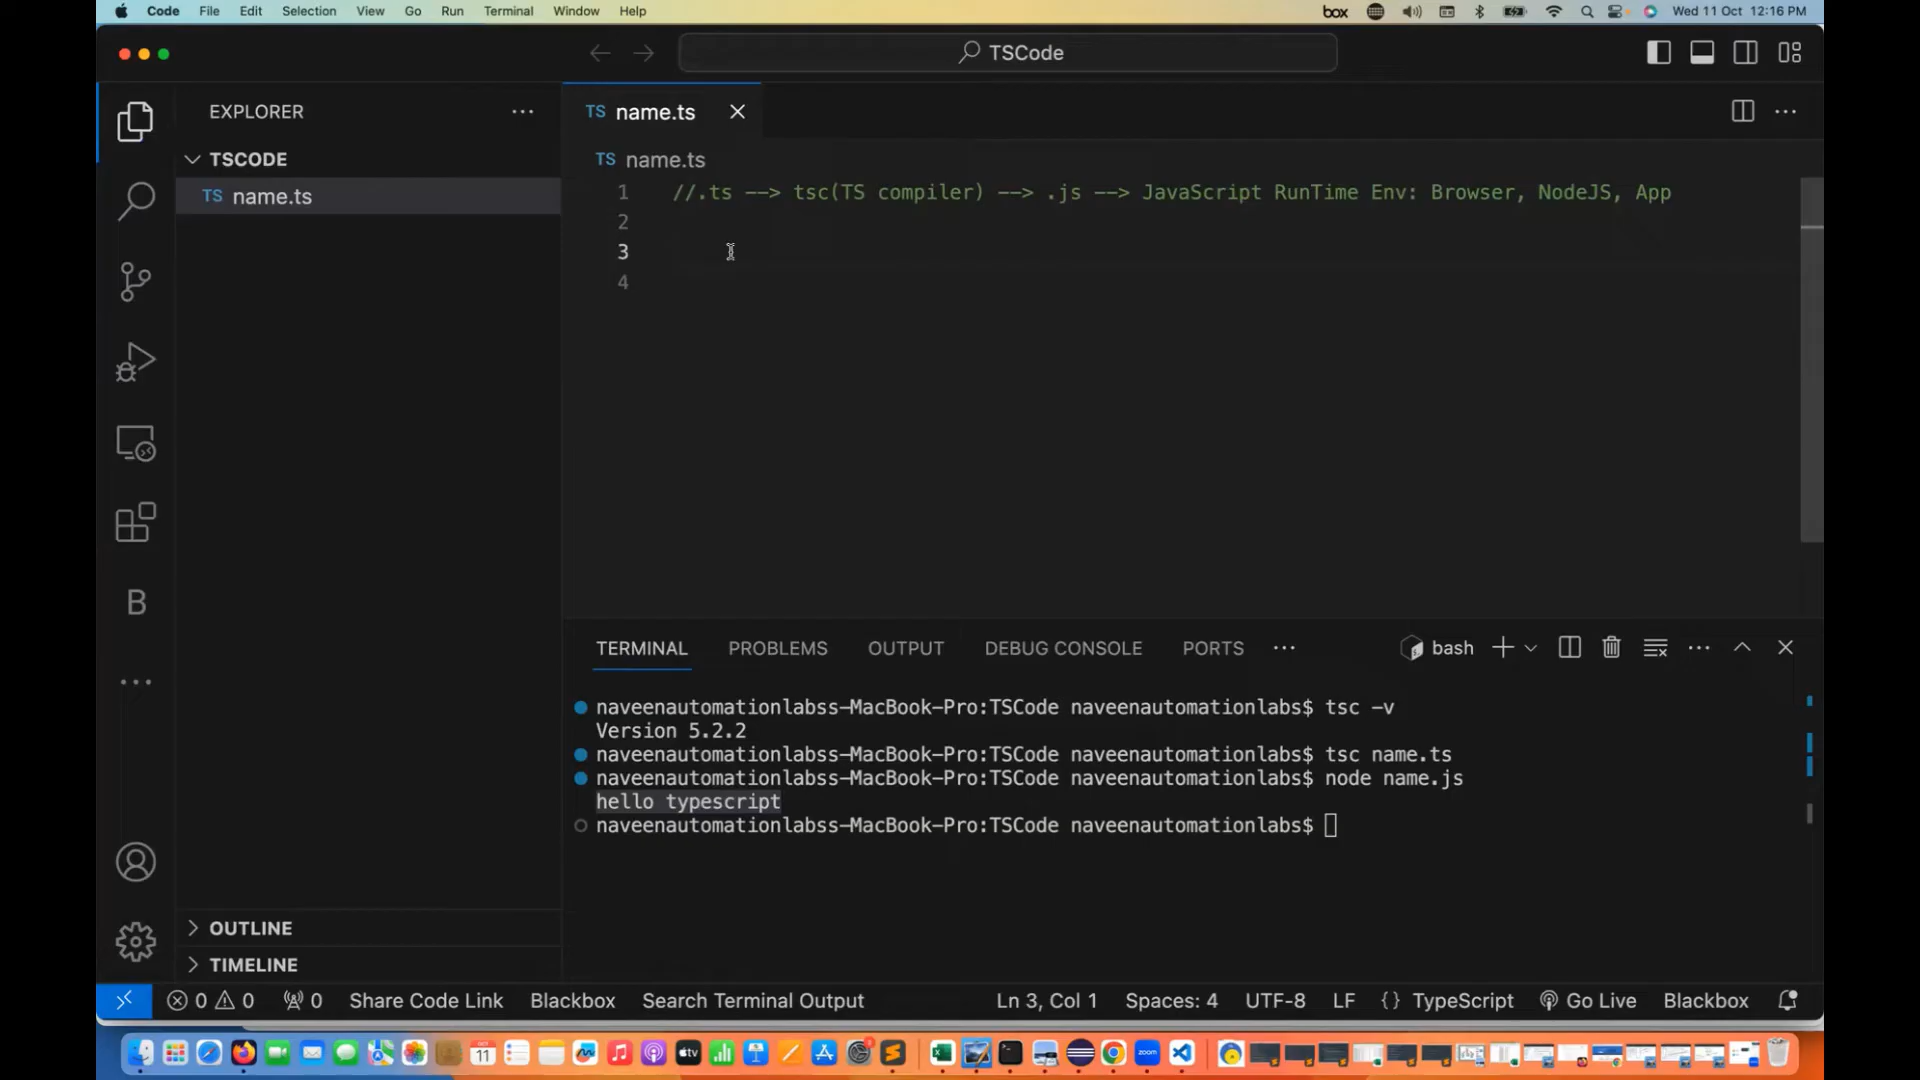 Code File Edit Selection View Go Run Terminal Window Help box Wed 11 Oct 12:16 PM
TSCode
EXPLORER
TS name.ts
TSCODE
TS name.ts
TS name.ts
1 //.ts --> tsc(TS compiler) --> .js --> JavaScript RunTime Env: Browser, NodeJS, App
2
3
4
B
TERMINAL PROBLEMS OUTPUT DEBUG CONSOLE PORTS bash
naveenautomationlabss-MacBook-Pro:TSCode naveenautomationlabs$ tsc -v
Version 5.2.2
naveenautomationlabss-MacBook-Pro:TSCode naveenautomationlabs$ tsc name.ts
naveenautomationlabss-MacBook-Pro:TSCode naveenautomationlabs$ node name.js
hello typescript
naveenautomationlabss-MacBook-Pro:TSCode naveenautomationlabs$
OUTLINE
TIMELINE
0 0 0 Share Code Link Blackbox Search Terminal Output Ln 3, Col 1 Spaces: 4 UTF-8 LF {} TypeScript Go Live Blackbox
11 tv zoom